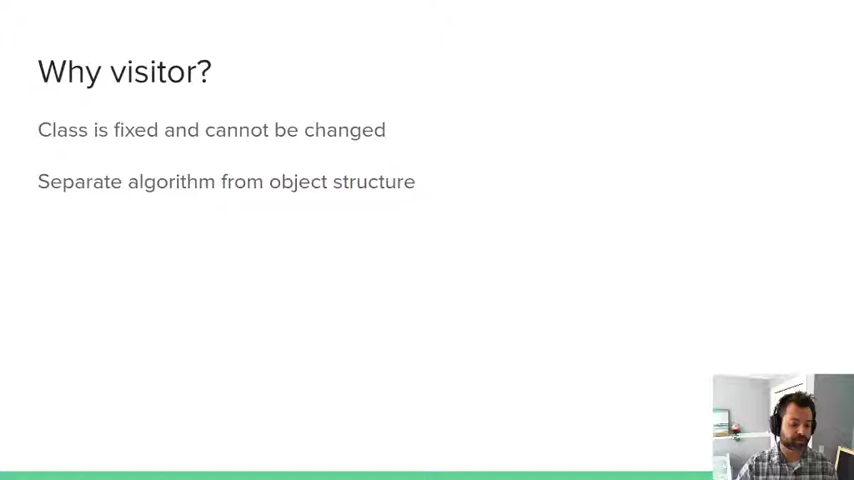 Why visitor?
Class is fixed and cannot be changed
Separate algorithm from object structure